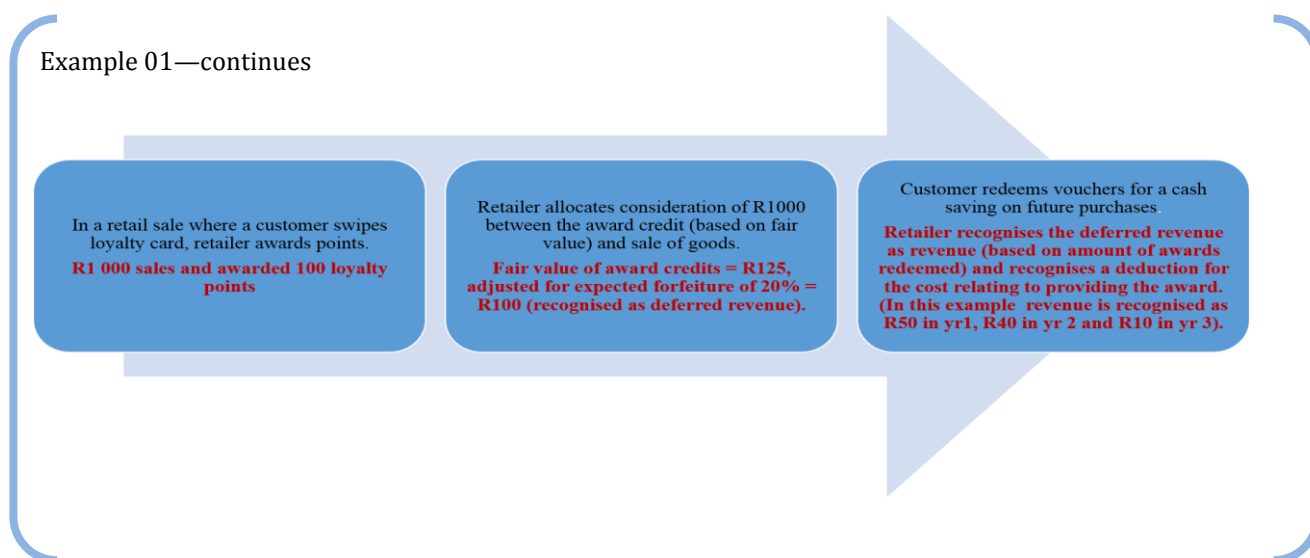 Example 01—continues
In a retail sale where a customer swipes
loyalty card, retailer awards points.
R1 000 sales and awarded 100 loyalty
points
Retailer allocates consideration of R1000
between the award credit (based on fair
value) and sale of goods.
Fair value of award credits = R125,
adjusted for expected forfeiture of 20% =
R100 (recognised as deferred revenue).
Customer redeems vouchers for a cash
saving on future purchases.
Retailer recognises the deferred revenue
as revenue (based on amount of awards
redeemed) and recognises a deduction for
the cost relating to providing the award.
(In this example revenue is recognised as
R50 in yr1, R40 in yr 2 and R10 in yr 3).